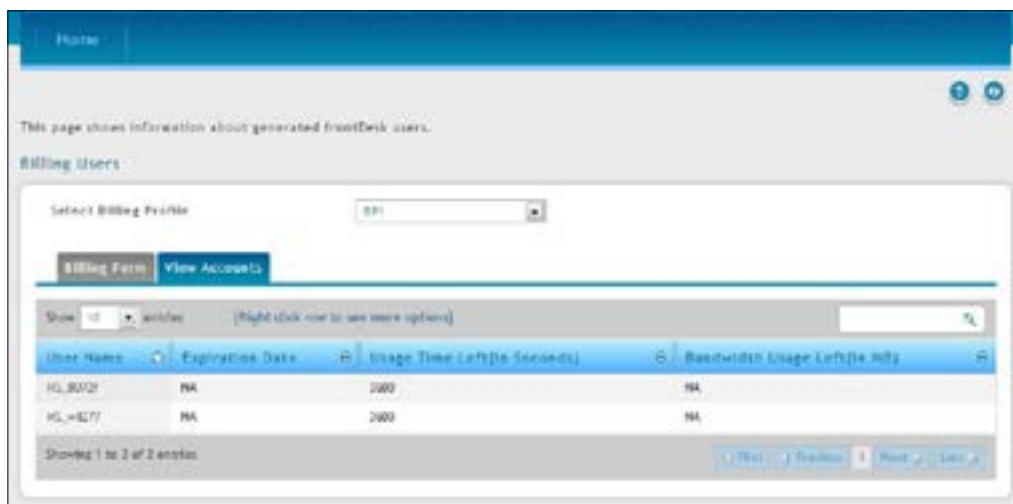 Home
This page shows information about generated frontDesk users.
Billing Users
Select Billing Profile
Billing Form View Accounts
Show 10 entries [Right click row to see more options]
User Name Expiration Date Usage Time Left(In Seconds) Bandwidth Usage Left(In MB)
NA 3600 NA
NA 3600 NA
Showing 1 to 2 of 2 entries
First Previous 1 Next Last